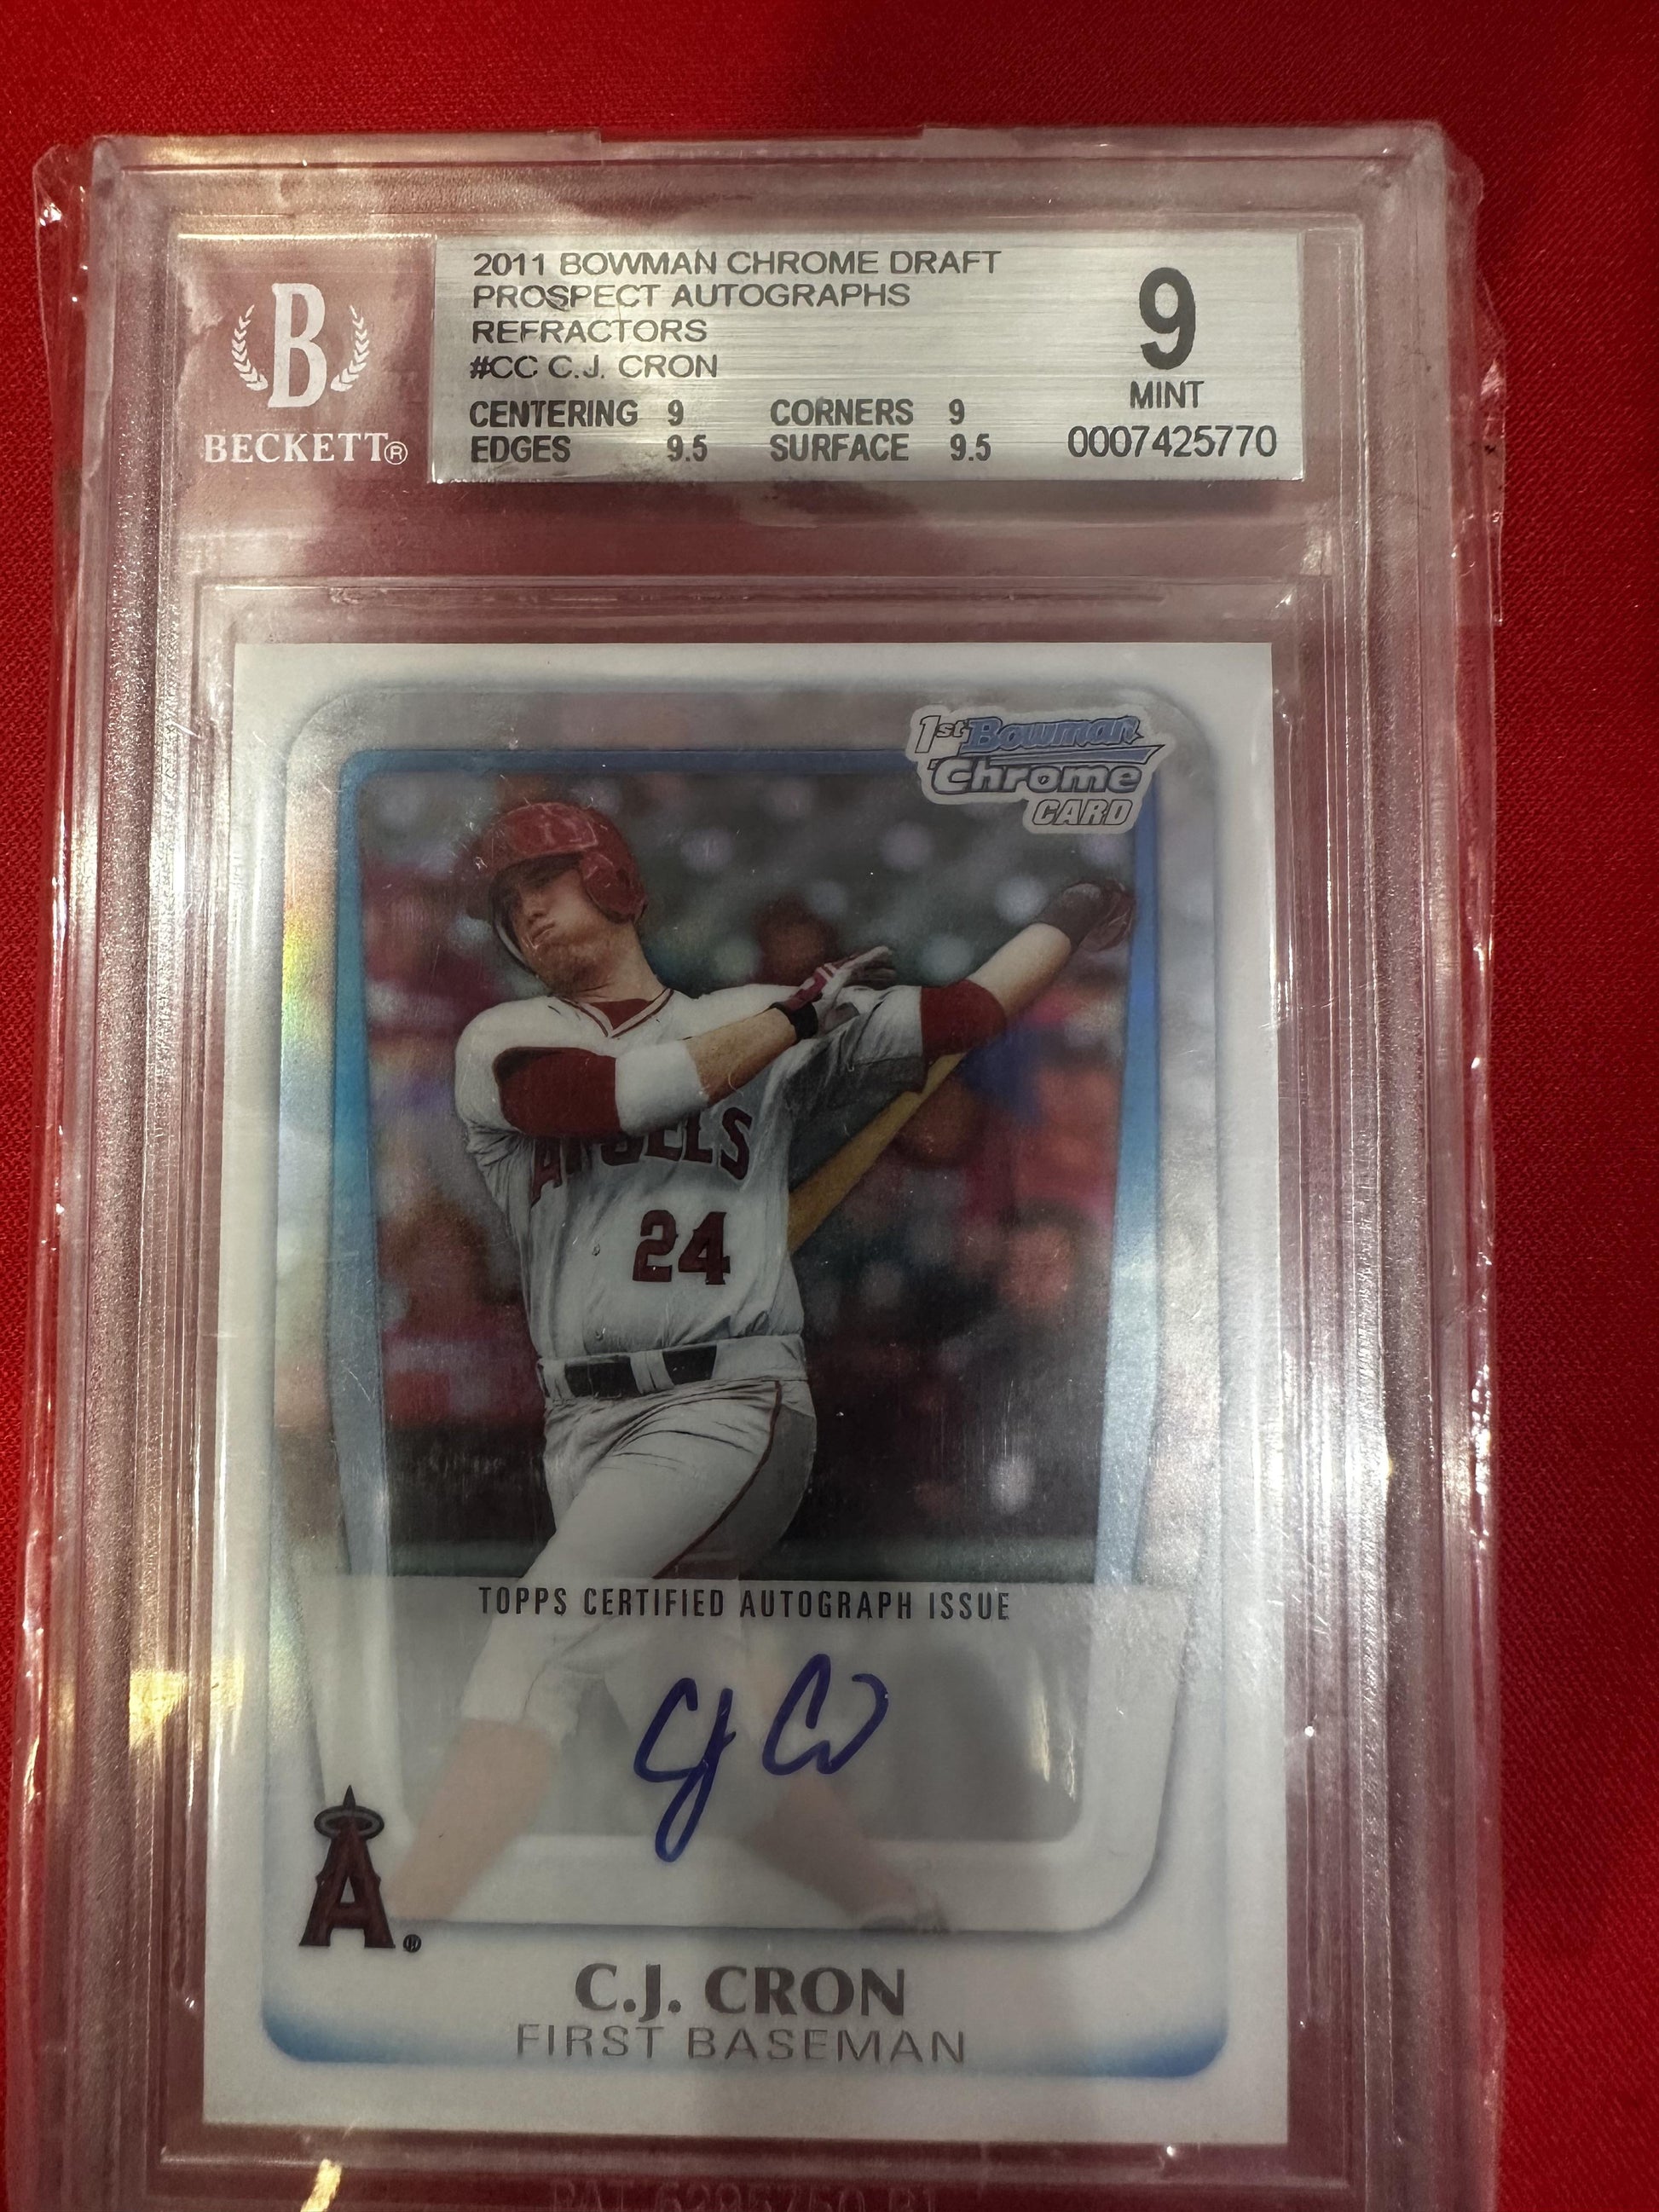 2011 BOWMAN CHROME DRAFT
PROSPECT AUTOGRAPHS
REFRACTORS
#CC C.J. CRON
CENTERING 9 CORNERS 9
EDGES 9.5 SURFACE 9.5
9
MINT
0007425770
B
BECKETT®
1st Bowman
Chrome
CARD
ANGELS
24
TOPPS CERTIFIED AUTOGRAPH ISSUE
A®
C.J. CRON
FIRST BASEMAN